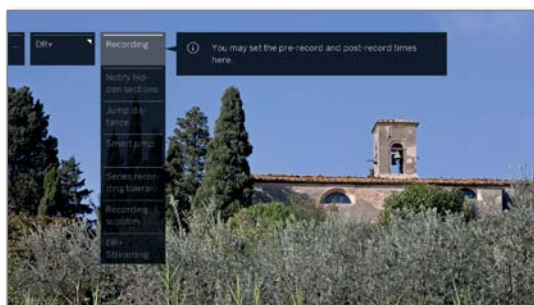 ...
DR+
Recording
You may set the pre-record and post-record times
here.
Notify hid-
den sections
Jump dis-
tance
Smart jump
Series recor-
ding toleran
Recording
subtitles
DR+
Streaming